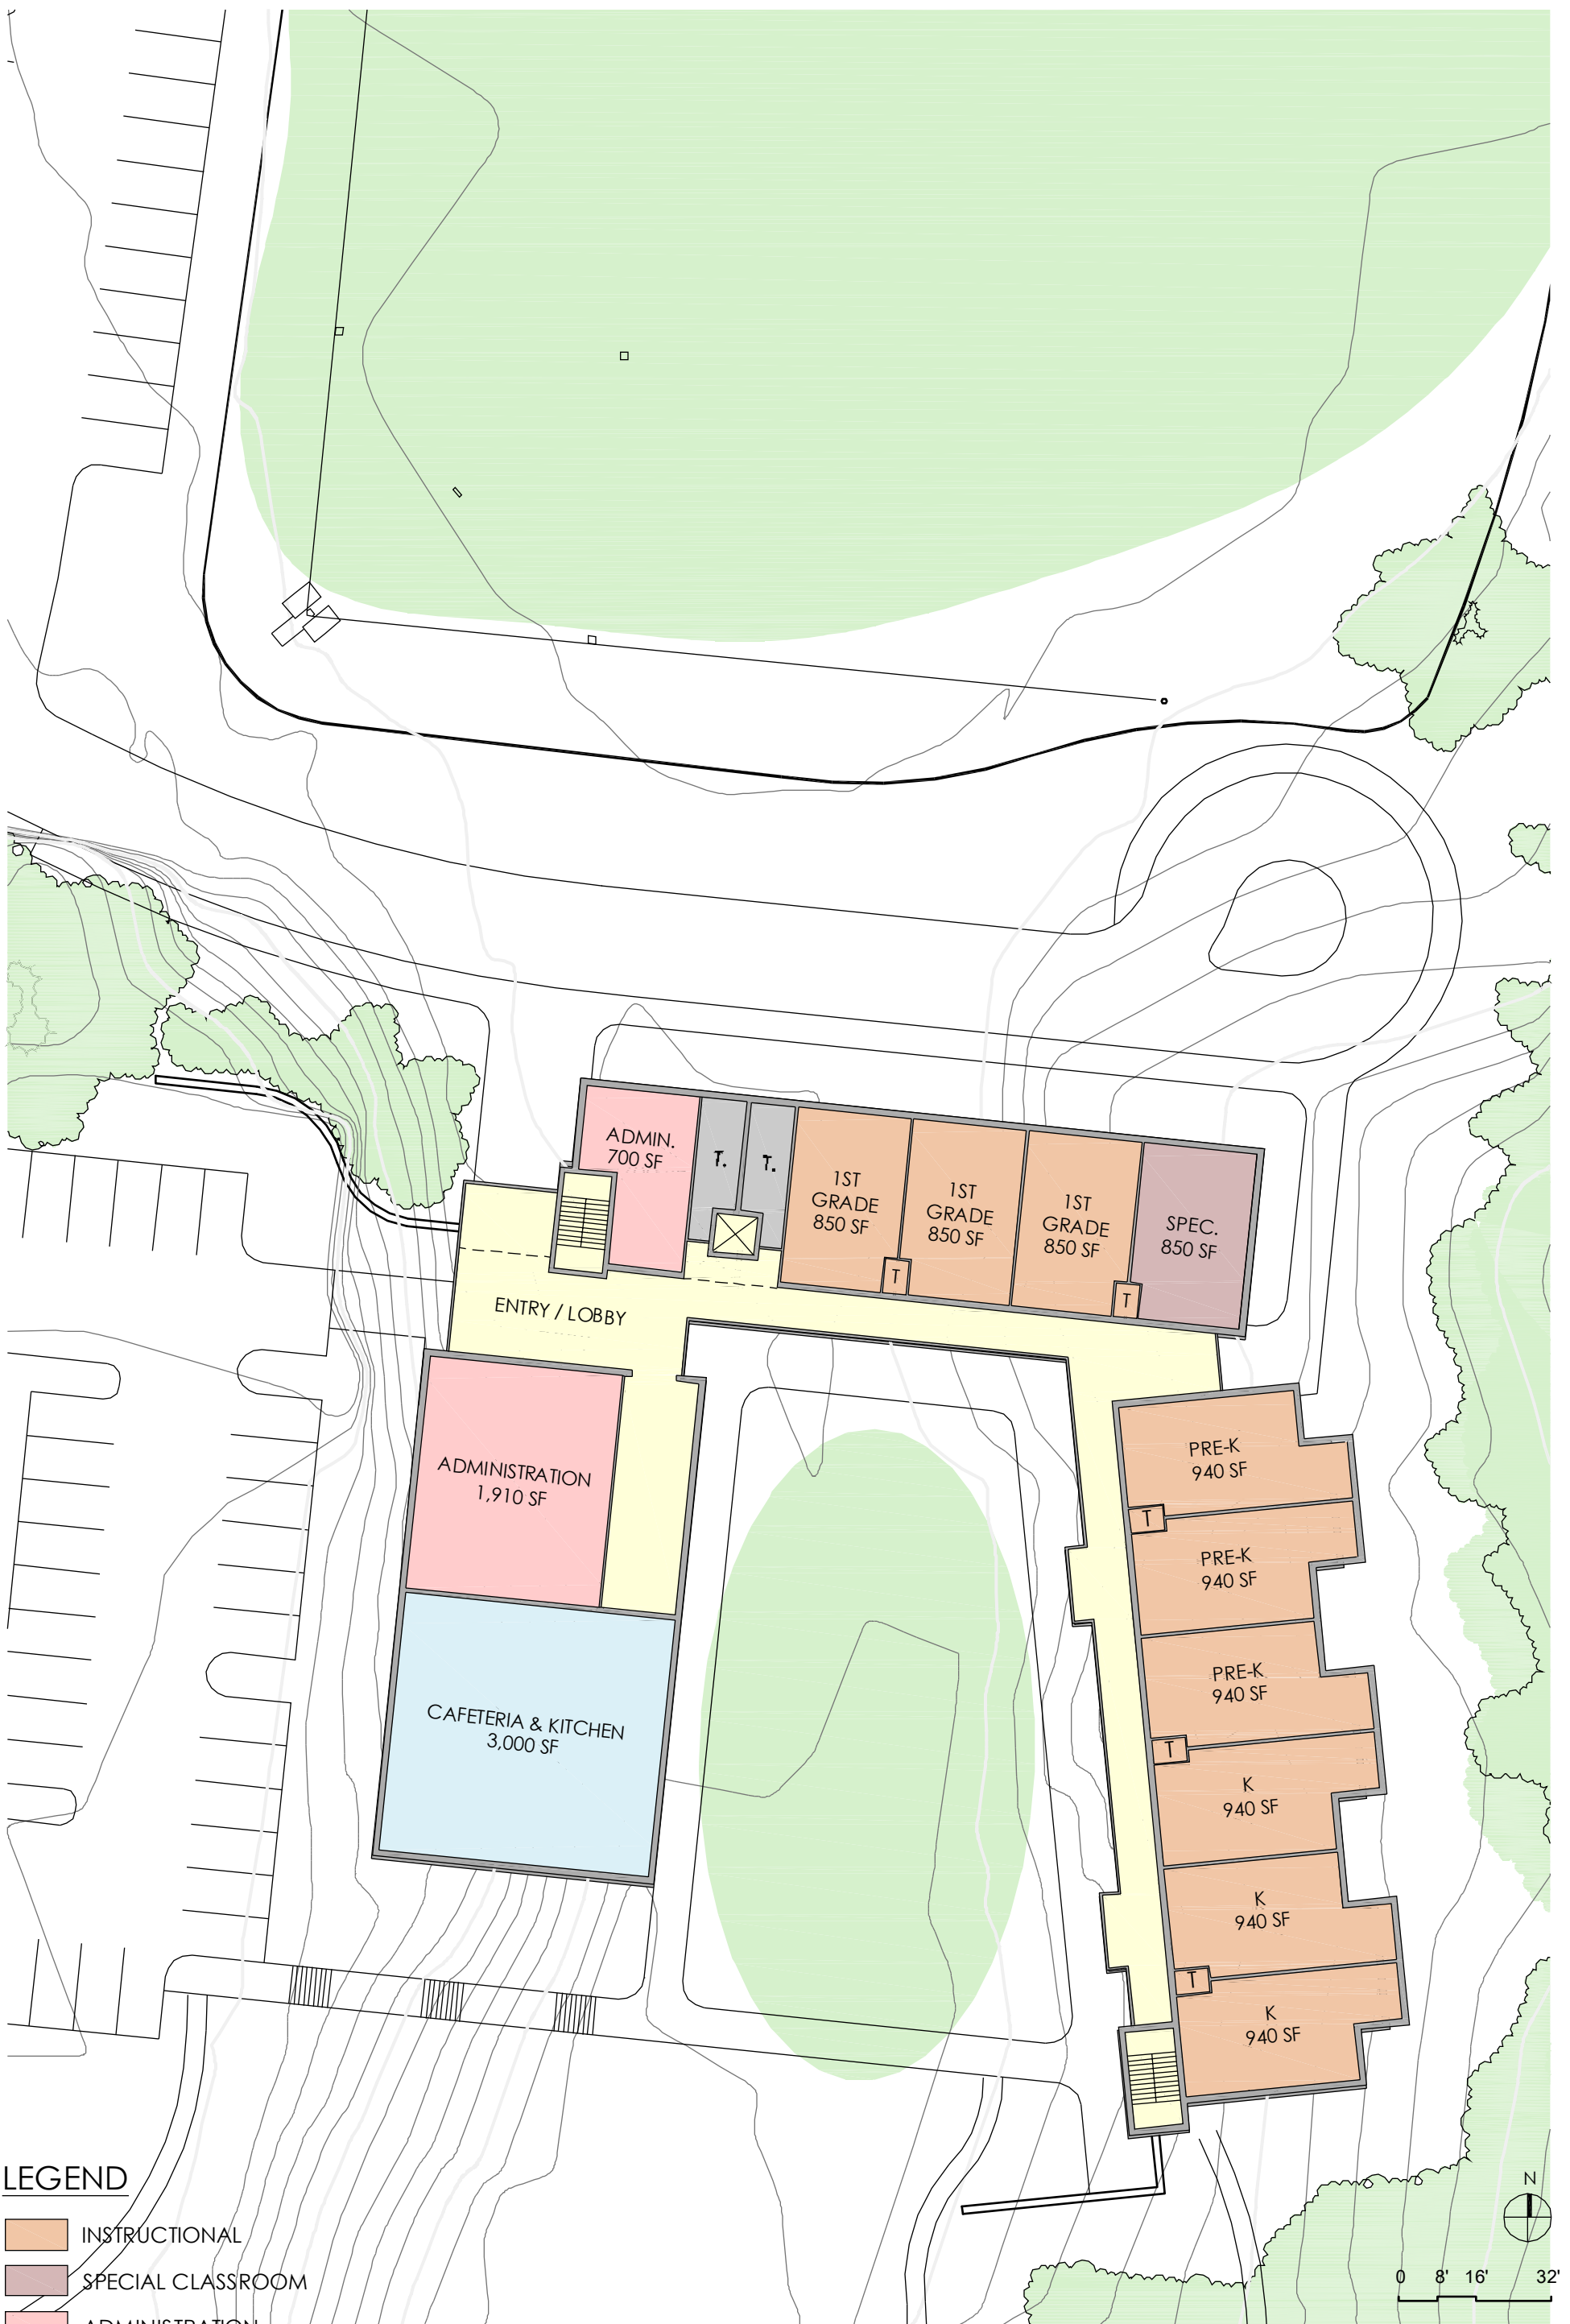 ADMIN.
700 SF
T.
T.
1ST
GRADE
850 SF
1ST
GRADE
850 SF
1ST
GRADE
850 SF
SPEC.
850 SF
T
T
ENTRY / LOBBY
ADMINISTRATION
1,910 SF
CAFETERIA & KITCHEN
3,000 SF
PRE-K
940 SF
T
PRE-K
940 SF
PRE-K
940 SF
T
K
940 SF
K
940 SF
T
K
940 SF
LEGEND
INSTRUCTIONAL
SPECIAL CLASSROOM
ADMINISTRATION
N
0 8' 16' 32'